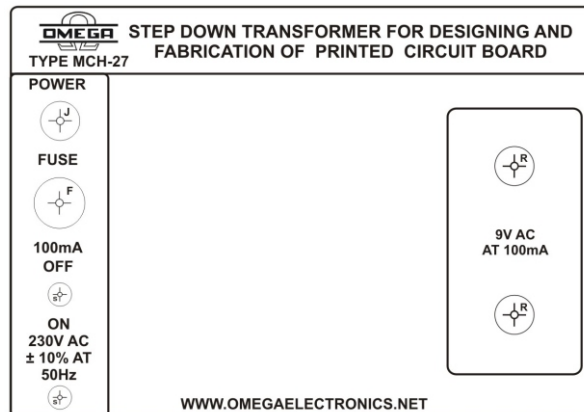 OMEGA
TYPE MCH-27
STEP DOWN TRANSFORMER FOR DESIGNING AND
FABRICATION OF PRINTED CIRCUIT BOARD
POWER
J
FUSE
F
100mA
OFF
S
ON
230V AC
± 10% AT
50Hz
S
R
9V AC
AT 100mA
R
WWW.OMEGAELECTRONICS.NET